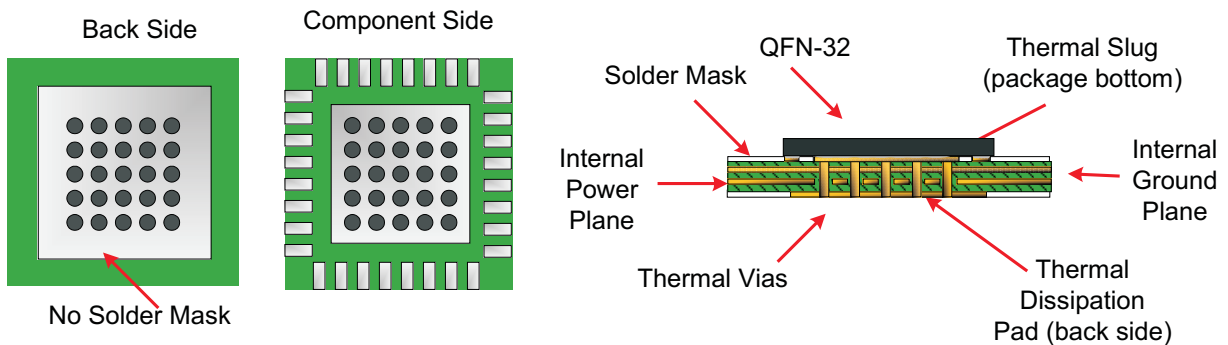 Back Side
Component Side
No Solder Mask
QFN-32
Solder Mask
Thermal Slug
(package bottom)
Internal
Power
Plane
Internal
Ground
Plane
Thermal Vias
Thermal
Dissipation
Pad (back side)